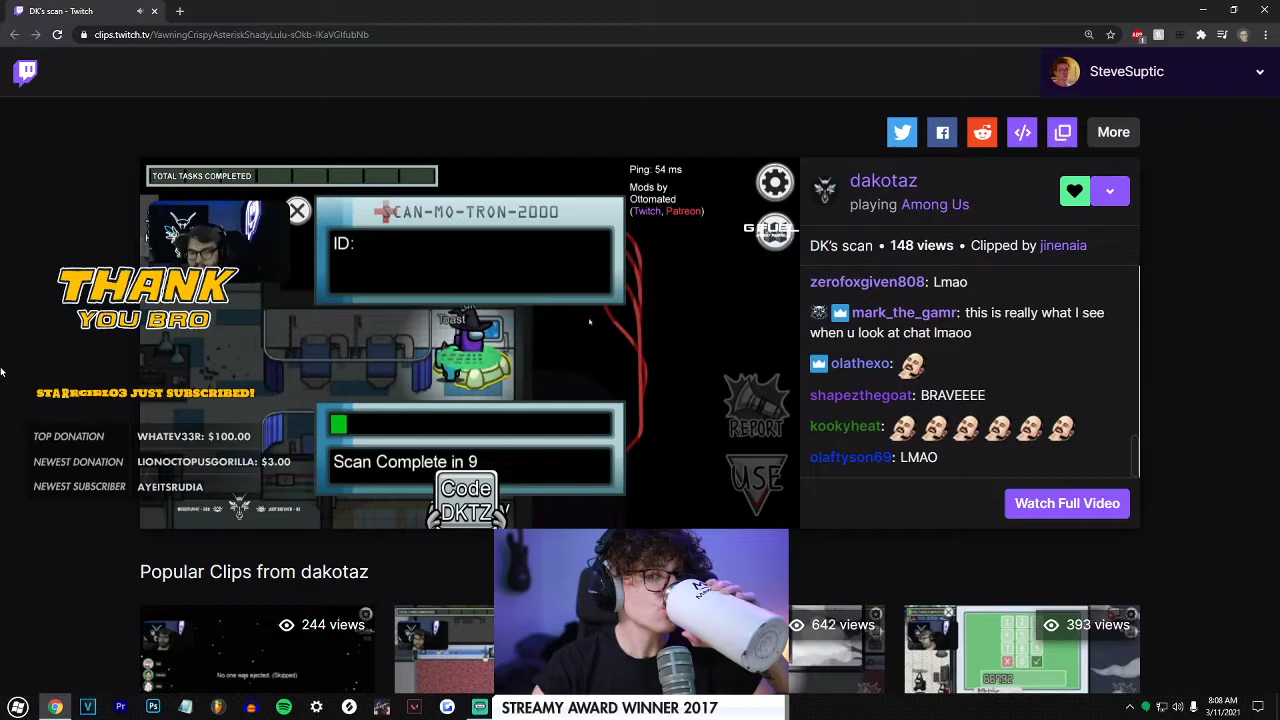 DK's scan - Twitch
clips.twitch.tv/YawningCrispyAsteriskShadyLulu-sOkb-IKaVGIfubNb
SteveSuptic
More
TOTAL TASKS COMPLETED
SCAN-MO-TRON-2000
ID:
Ping: 54 ms
Mods by
Ottomated
(Twitch, Patreon)
G FUEL
Toast
REPORT
USE
Scan Complete in 9
Code
DKTZ
THANK
YOU BRO
STARKGIRL03 JUST SUBSCRIBED!
TOP DONATION WHATEV33R: $100.00
NEWEST DONATION LIONOCTOPUSGORILLA: $3.00
NEWEST SUBSCRIBER AYEITSRUDIA
dakotaz
playing Among Us
DK's scan • 148 views • Clipped by jinenaia
zerofoxgiven808: Lmao
mark_the_gamr: this is really what I see
when u look at chat lmaoo
olathexo:
shapezthegoat: BRAVEEEE
kookyheat:
olaftyson69: LMAO
Watch Full Video
Popular Clips from dakotaz
244 views
No one was ejected. (Skipped)
642 views
393 views
STREAMY AWARD WINNER 2017
8:08 AM
3/11/2021